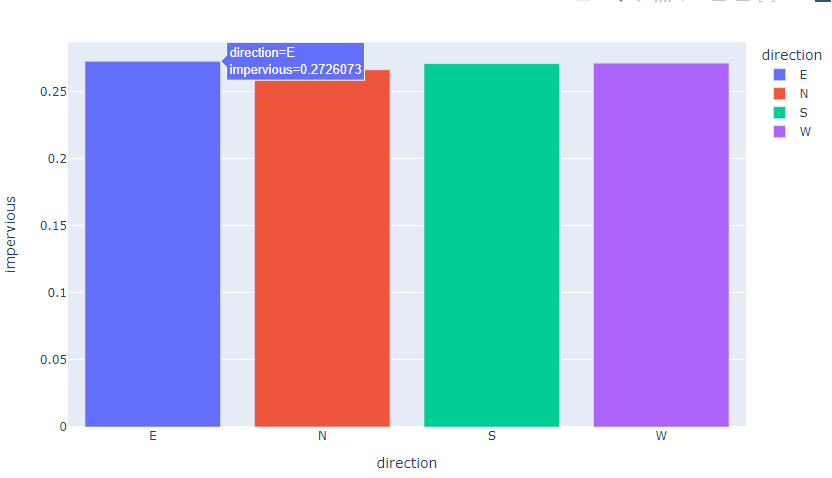 direction=E
impervious=0.2726073
direction
E
N
S
W
0.25
0.2
0.15
0.1
0.05
0
impervious
E
N
S
W
direction